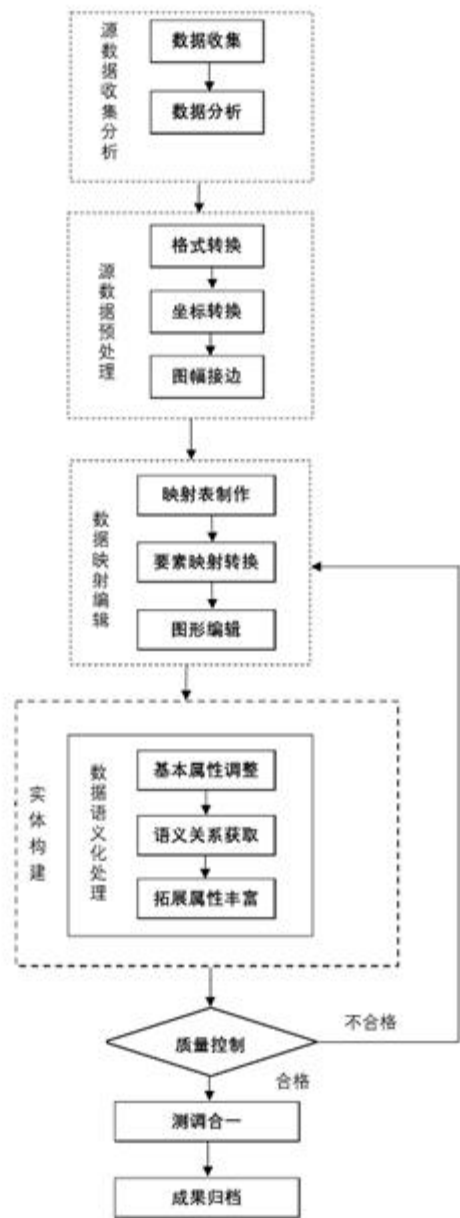 源数据收集分析
数据收集
数据分析
源数据预处理
格式转换
坐标转换
图幅接边
数据映射编辑
映射表制作
要素映射转换
图形编辑
实体构建
数据语义化处理
基本属性调整
语义关系获取
拓展属性丰富
质量控制
不合格
合格
测调合一
成果归档